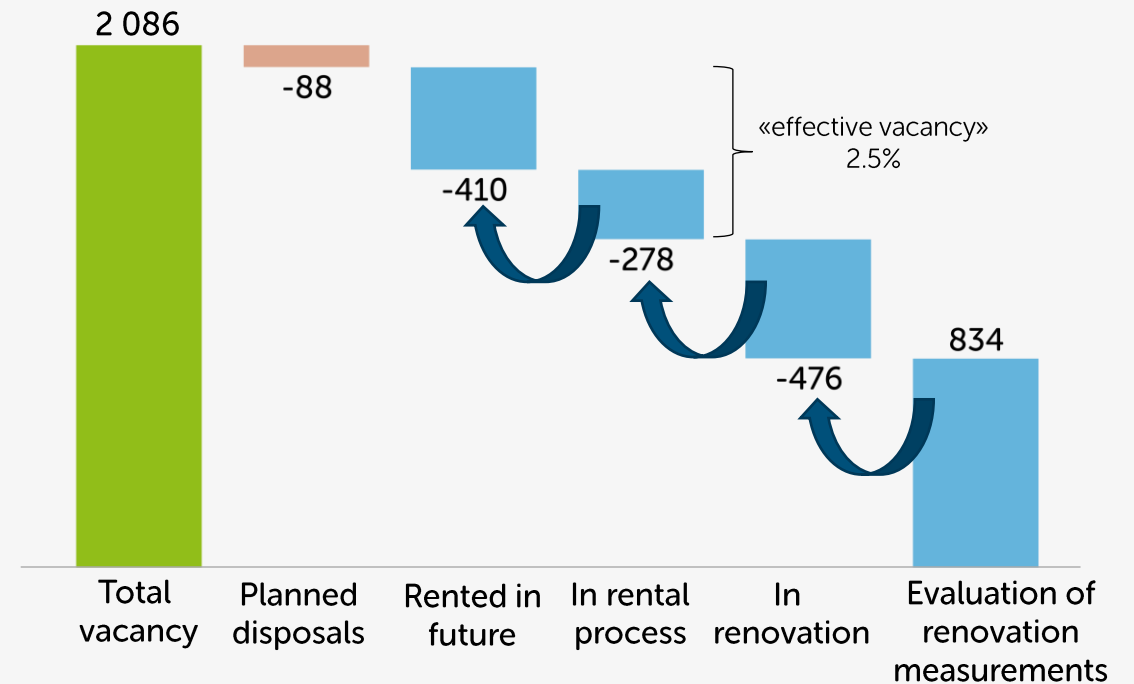 2 086
-88
-410
«effective vacancy»
2.5%
-278
-476
834
Total
vacancy
Planned
disposals
Rented in
future
In rental
process
In
renovation
Evaluation of
renovation
measurements